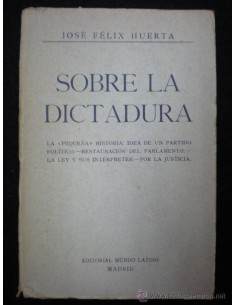 JOSÉ FÉLIX HUERTA
SOBRE LA
DICTADURA
LA «PEQUEÑA» HISTORIA: IDEA DE UN PARTIDO
POLÍTICO.—RESTAURACIÓN DEL PARLAMENTO.—
LA LEY Y SUS INTÉRPRETES.—POR LA JUSTICIA.
EDITORIAL MUNDO LATINO
MADRID